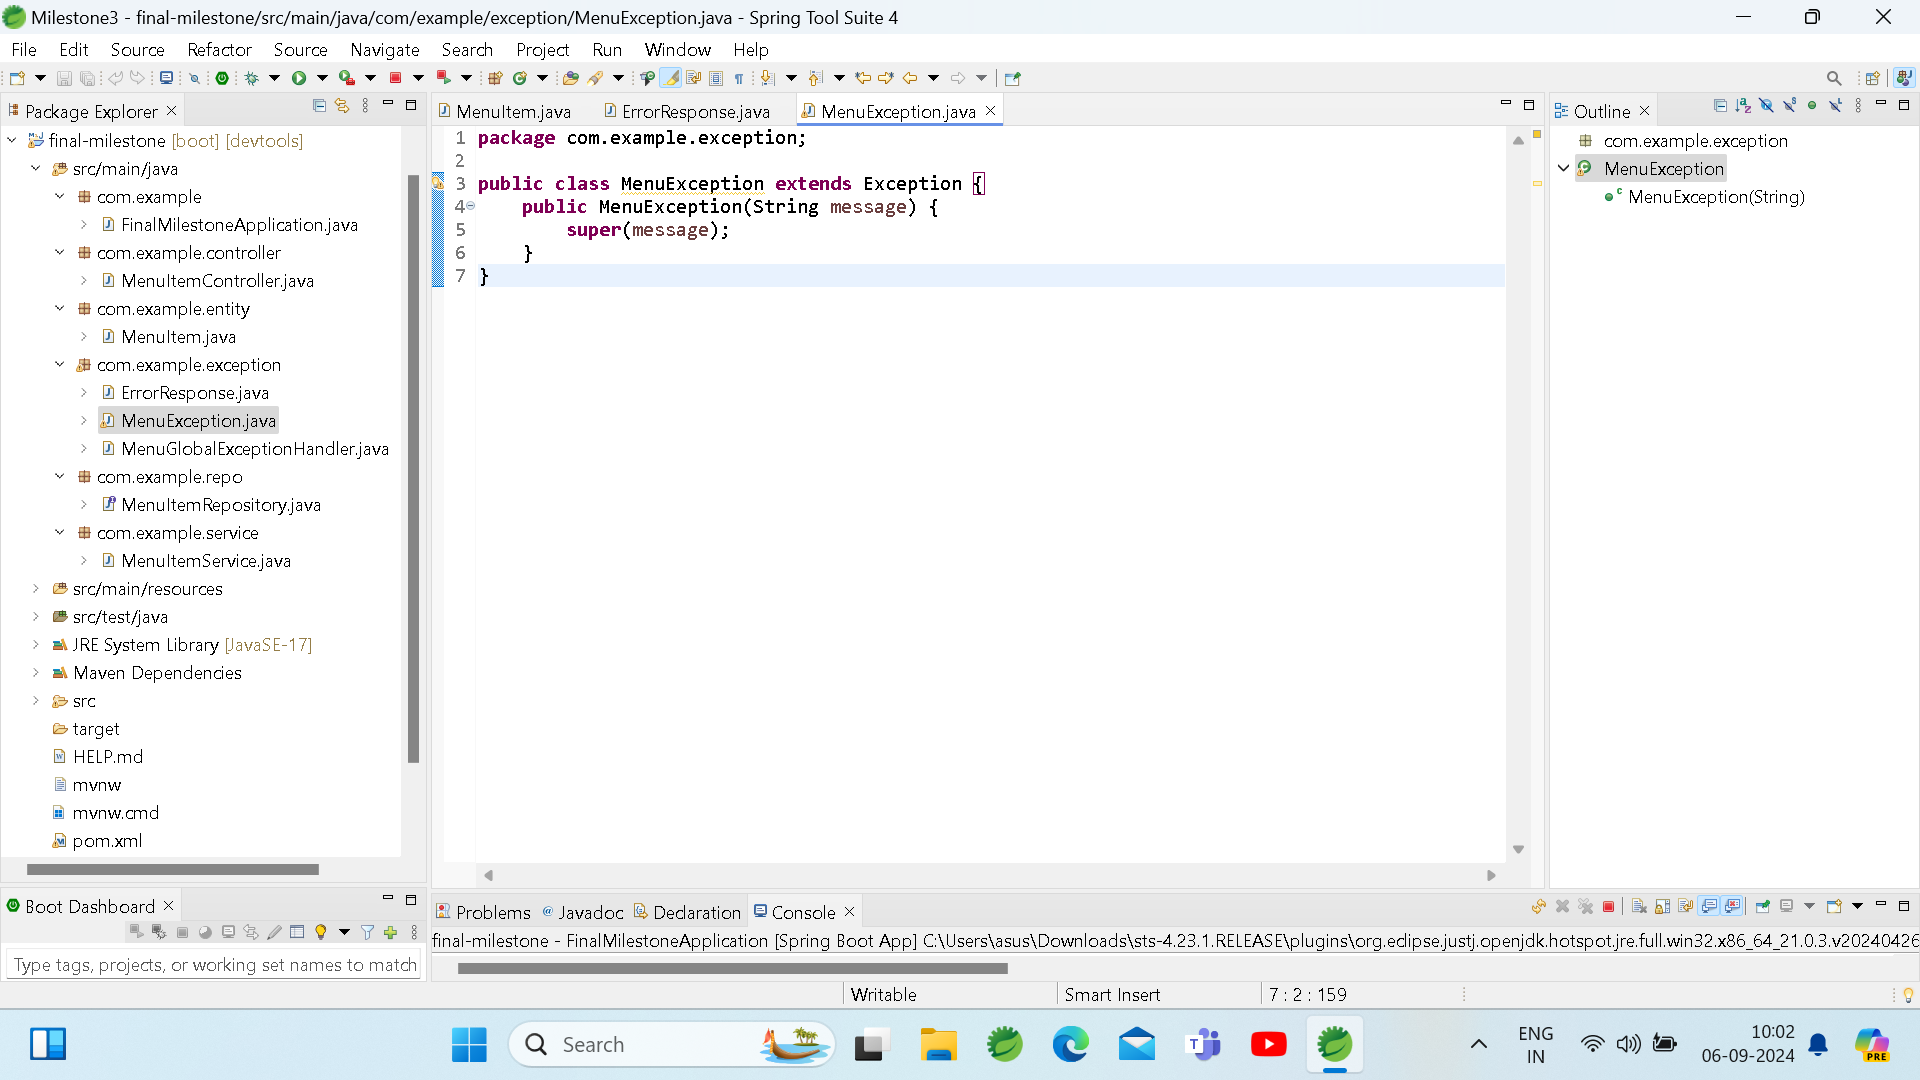 Milestone3 - final-milestone/src/main/java/com/example/exception/MenuException.java - Spring Tool Suite 4
File Edit Source Refactor Source Navigate Search Project Run Window Help
Package Explorer
final-milestone [boot] [devtools]
src/main/java
com.example
FinalMilestoneApplication.java
com.example.controller
MenuItemController.java
com.example.entity
MenuItem.java
com.example.exception
ErrorResponse.java
MenuException.java
MenuGlobalExceptionHandler.java
com.example.repo
MenuItemRepository.java
com.example.service
MenuItemService.java
src/main/resources
src/test/java
JRE System Library [JavaSE-17]
Maven Dependencies
src
target
HELP.md
mvnw
mvnw.cmd
pom.xml
Boot Dashboard
Type tags, projects, or working set names to match
MenuItem.java ErrorResponse.java MenuException.java
1 package com.example.exception;
2
3 public class MenuException extends Exception {
4 public MenuException(String message) {
5 super(message);
6 }
7 }
Outline
com.example.exception
MenuException
MenuException(String)
Problems Javadoc Declaration Console
final-milestone - FinalMilestoneApplication [Spring Boot App] C:\Users\asus\Downloads\sts-4.23.1.RELEASE\plugins\org.eclipse.justj.openjdk.hotspot.jre.full.win32.x86_64_21.0.3.v20240426
Writable Smart Insert 7 : 2 : 159
Search
ENG
IN
10:02
06-09-2024
PRE